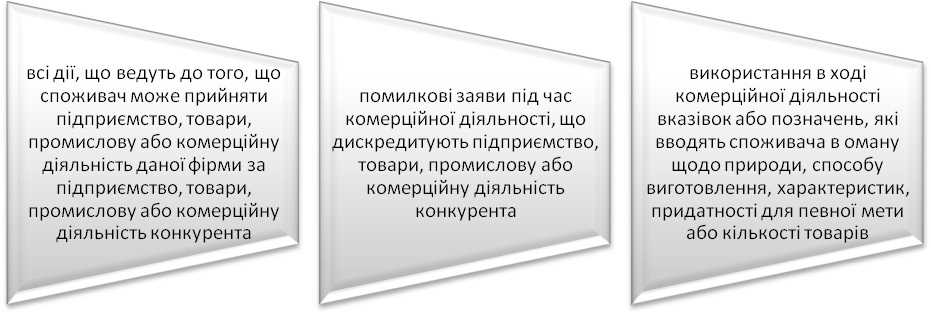 всі дії, що ведуть до того, що
споживач може прийняти
підприємство, товари,
промислову або комерційну
діяльність даної фірми за
підприємство, товари,
промислову або комерційну
діяльність конкурента
помилкові заяви під час
комерційної діяльності, що
дискредитують підприємство,
товари, промислову або
комерційну діяльність
конкурента
використання в ході
комерційної діяльності
вказівок або позначень, які
вводять споживача в оману
щодо природи, способу
виготовлення, характеристик,
придатності для певної мети
або кількості товарів